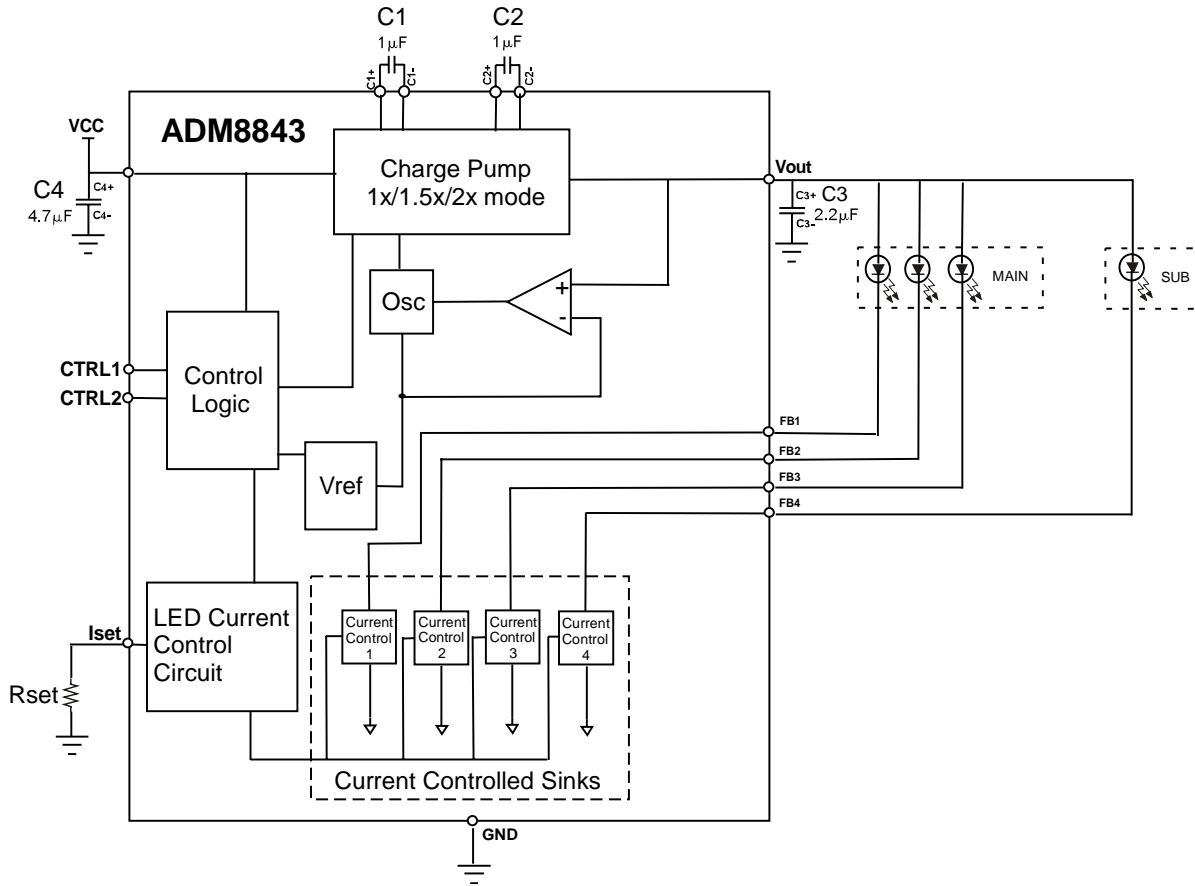 C1
1μF
C2
1μF
C1+
C1-
C2+
C2-
VCC
ADM8843
Charge Pump
1x/1.5x/2x mode
Vout
C4
4.7μF
C4+
C4-
C3+
C3-
C3
2.2μF
MAIN
SUB
Osc
+
-
CTRL1
CTRL2
Control
Logic
Vref
FB1
FB2
FB3
FB4
LED Current
Control
Circuit
Iset
Rset
Current
Control
1
Current
Control
2
Current
Control
3
Current
Control
4
Current Controlled Sinks
GND